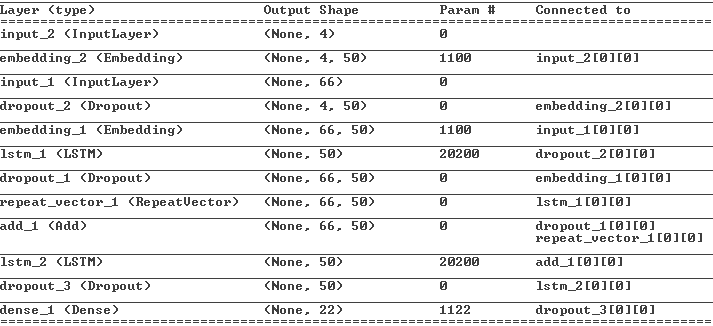 Layer (type) Output Shape Param # Connected to
input_2 (InputLayer) (None, 4) 0
embedding_2 (Embedding) (None, 4, 50) 1100 input_2[0][0]
input_1 (InputLayer) (None, 66) 0
dropout_2 (Dropout) (None, 4, 50) 0 embedding_2[0][0]
embedding_1 (Embedding) (None, 66, 50) 1100 input_1[0][0]
lstm_1 (LSTM) (None, 50) 20200 dropout_2[0][0]
dropout_1 (Dropout) (None, 66, 50) 0 embedding_1[0][0]
repeat_vector_1 (RepeatVector) (None, 66, 50) 0 lstm_1[0][0]
add_1 (Add) (None, 66, 50) 0 dropout_1[0][0]
repeat_vector_1[0][0]
lstm_2 (LSTM) (None, 50) 20200 add_1[0][0]
dropout_3 (Dropout) (None, 50) 0 lstm_2[0][0]
dense_1 (Dense) (None, 22) 1122 dropout_3[0][0]